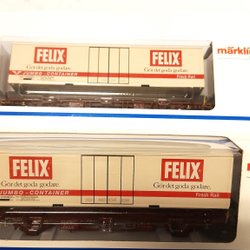 FELIX FELIX
Gör det goda godare. Gör det goda godare.
JUMBO - CONTAINER
Fresh Rail
märklin
FELIX FELIX
Gör det goda godare. Gör det goda godare.
JUMBO - CONTAINER
Fresh Rail